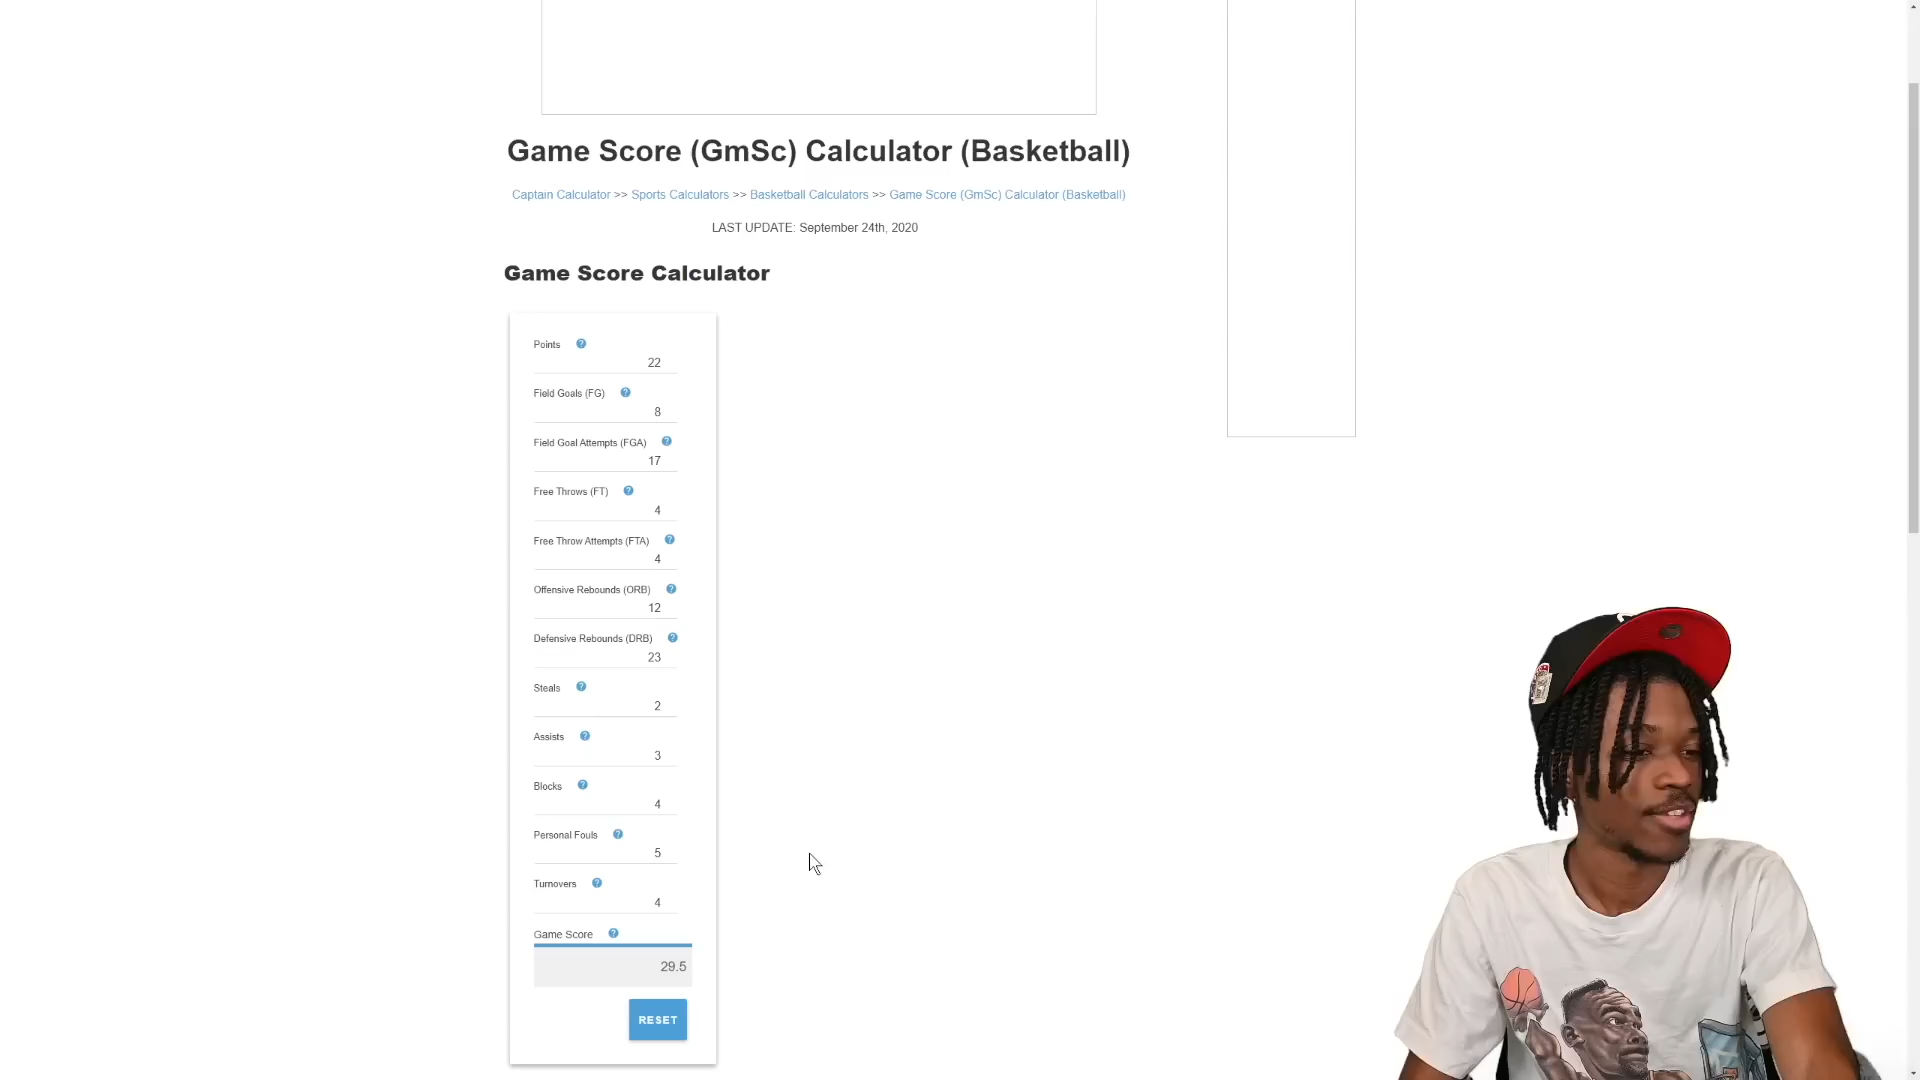 Game Score (GmSc) Calculator (Basketball)
Captain Calculator >> Sports Calculators >> Basketball Calculators >> Game Score (GmSc) Calculator (Basketball)
LAST UPDATE: September 24th, 2020
Game Score Calculator
Points ?
22
Field Goals (FG) ?
8
Field Goal Attempts (FGA) ?
17
Free Throws (FT) ?
4
Free Throw Attempts (FTA) ?
4
Offensive Rebounds (ORB) ?
12
Defensive Rebounds (DRB) ?
23
Steals ?
2
Assists ?
3
Blocks ?
4
Personal Fouls ?
5
Turnovers ?
4
Game Score ?
29.5
RESET